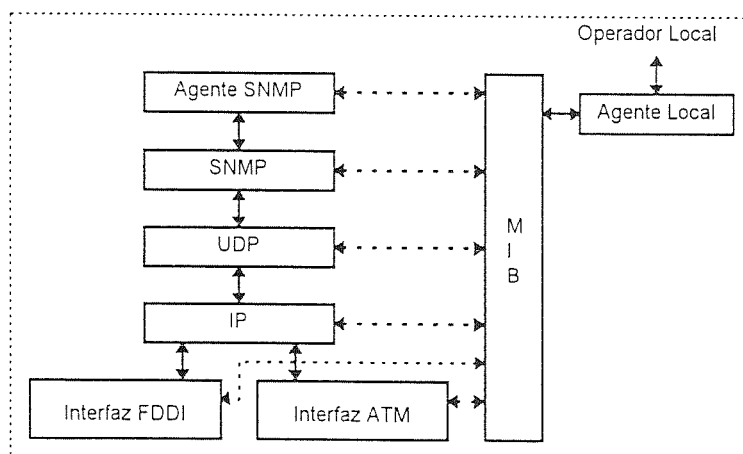 Operador Local
Agente SNMP
Agente Local
SNMP
UDP
M
I
B
IP
Interfaz FDDI
Interfaz ATM